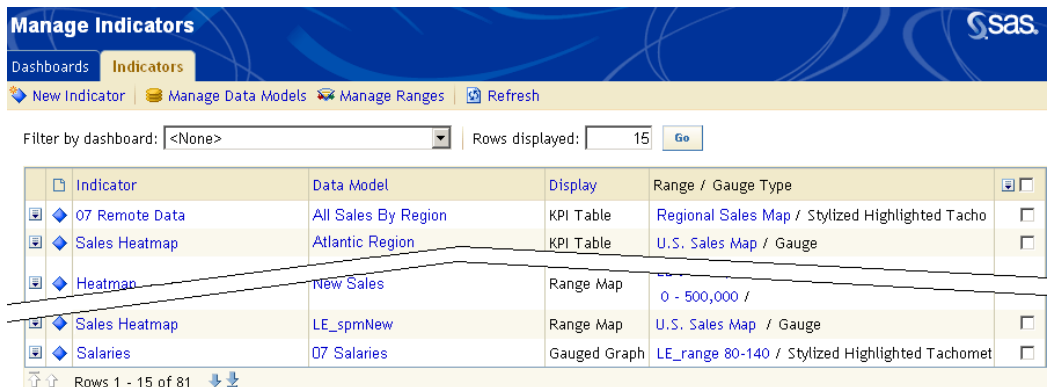 Manage Indicators
sas.
Dashboards Indicators
New Indicator Manage Data Models Manage Ranges Refresh
Filter by dashboard: <None> Rows displayed: 15 Go
Indicator Data Model Display Range / Gauge Type
07 Remote Data All Sales By Region KPI Table Regional Sales Map / Stylized Highlighted Tacho
Sales Heatmap Atlantic Region KPI Table U.S. Sales Map / Gauge
Heatmap New Sales Range Map
0 - 500,000 /
Sales Heatmap LE_spmNew Range Map U.S. Sales Map / Gauge
Salaries 07 Salaries Gauged Graph LE_range 80-140 / Stylized Highlighted Tachomet
Rows 1 - 15 of 81